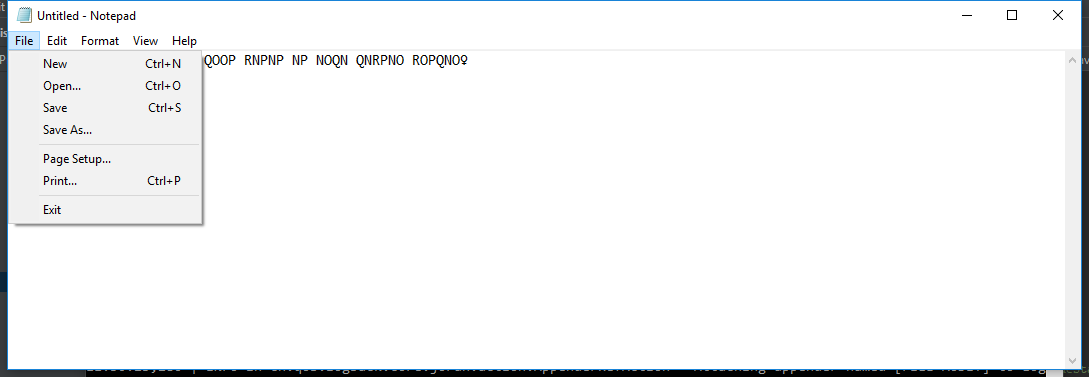 Untitled - Notepad
File Edit Format View Help
QOOP RNPNP NP NOQN QNRPNO ROPQNO♀
New Ctrl+N
Open... Ctrl+O
Save Ctrl+S
Save As...
Page Setup...
Print... Ctrl+P
Exit